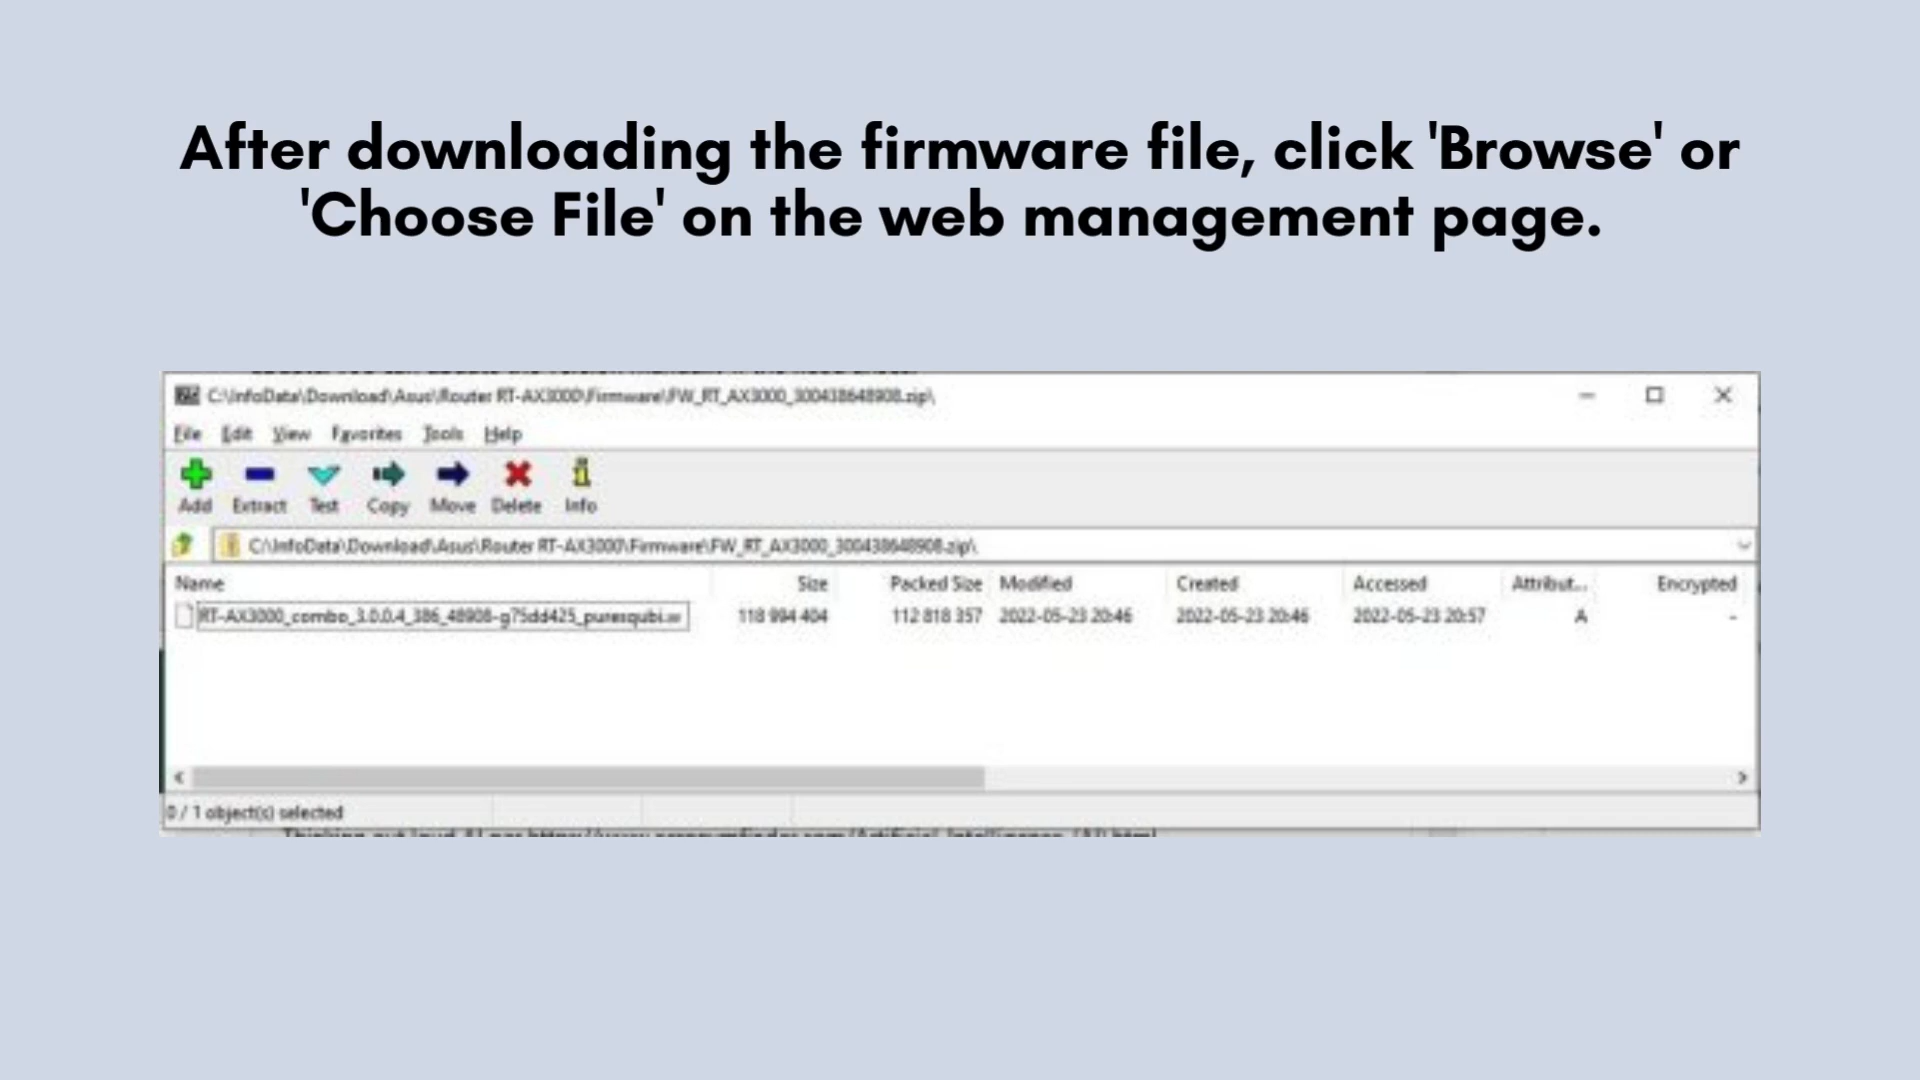 After downloading the firmware file, click 'Browse' or
'Choose File' on the web management page.
C:\InfoData\Download\Asus\Router RT-AX3000\Firmware\FW_RT_AX3000_300438648908.zip\
File Edit View Favorites Tools Help
Add Extract Test Copy Move Delete Info
C:\InfoData\Download\Asus\Router RT-AX3000\Firmware\FW_RT_AX3000_300438648908.zip\
Name Size Packed Size Modified Created Accessed Attribut... Encrypted
RT-AX3000_combo_3.0.0.4_386_48908-g75dd425_puresqubi.w 118 994 404 112 818 357 2022-05-23 20:46 2022-05-23 20:46 2022-05-23 20:57 A -
0 / 1 object(s) selected